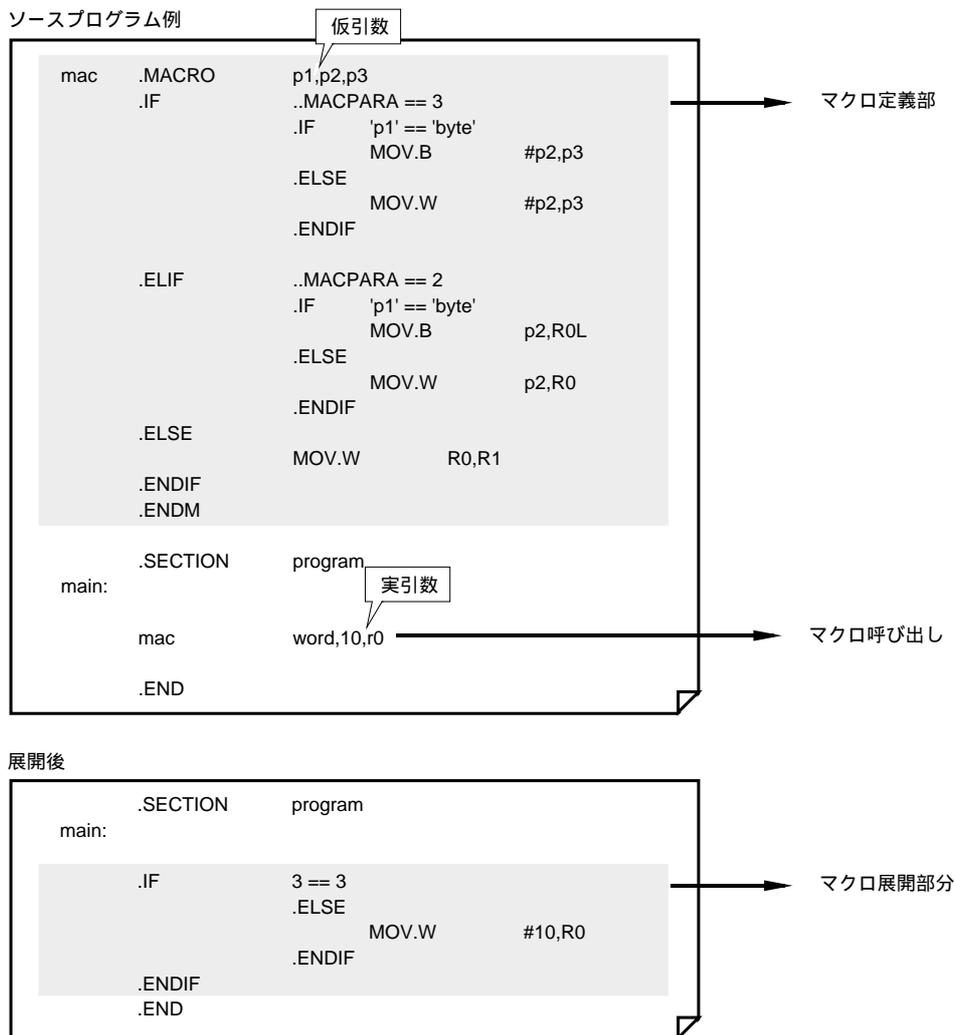 ソースプログラム例
仮引数
mac .MACRO p1,p2,p3
.IF ..MACPARA == 3
マクロ定義部
.IF 'p1' == 'byte'
MOV.B #p2,p3
.ELSE
MOV.W #p2,p3
.ENDIF
.ELIF ..MACPARA == 2
.IF 'p1' == 'byte'
MOV.B p2,R0L
.ELSE
MOV.W p2,R0
.ENDIF
.ELSE
MOV.W R0,R1
.ENDIF
.ENDM
.SECTION program
main:
実引数
mac word,10,r0
マクロ呼び出し
.END
展開後
.SECTION program
main:
.IF 3 == 3
マクロ展開部分
.ELSE
MOV.W #10,R0
.ENDIF
.ENDIF
.END